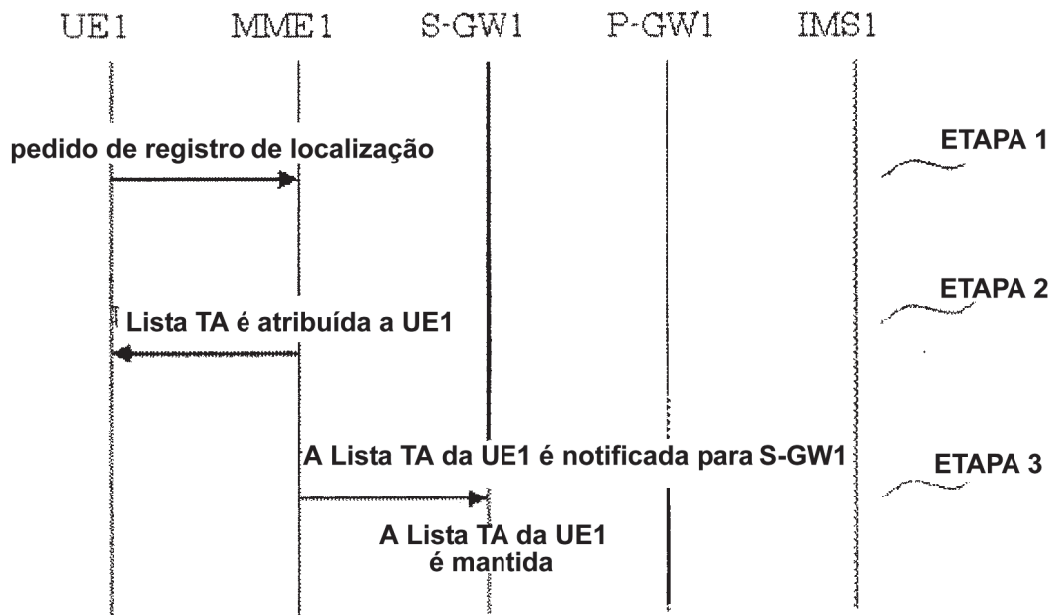 UE1 MME1 S-GW1 P-GW1 IMS1
pedido de registro de localização
ETAPA 1
Lista TA é atribuída a UE1
ETAPA 2
A Lista TA da UE1 é notificada para S-GW1
ETAPA 3
A Lista TA da UE1
é mantida